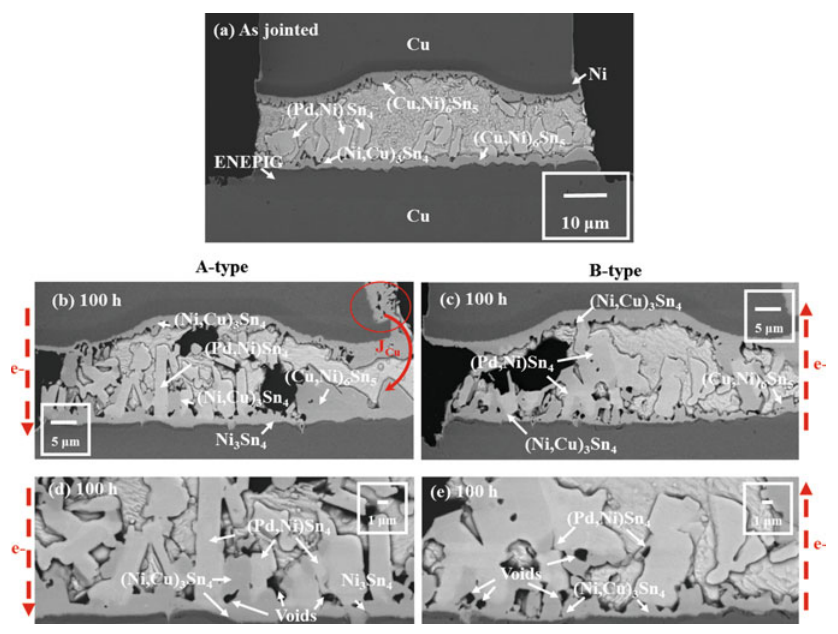 (a) As jointed
Cu
Ni
(Cu,Ni)₆Sn₅
(Pd,Ni)Sn₄
(Cu,Ni)₆Sn₅
(Ni,Cu)₃Sn₄
ENEPIG
Cu
10 μm
A-type
B-type
(b) 100 h
(Ni,Cu)₃Sn₄
J_Cu
(Pd,Ni)Sn₄
(Cu,Ni)₆Sn₅
(Ni,Cu)₃Sn₄
Ni₃Sn₄
5 μm
e-
(c) 100 h
(Ni,Cu)₃Sn₄
5 μm
(Pd,Ni)Sn₄
(Cu,Ni)₆Sn₅
(Ni,Cu)₃Sn₄
e-
(d) 100 h
1 μm
(Pd,Ni)Sn₄
(Ni,Cu)₃Sn₄
Ni₃Sn₄
Voids
e-
(e) 100 h
1 μm
(Pd,Ni)Sn₄
Voids
(Ni,Cu)₃Sn₄
e-